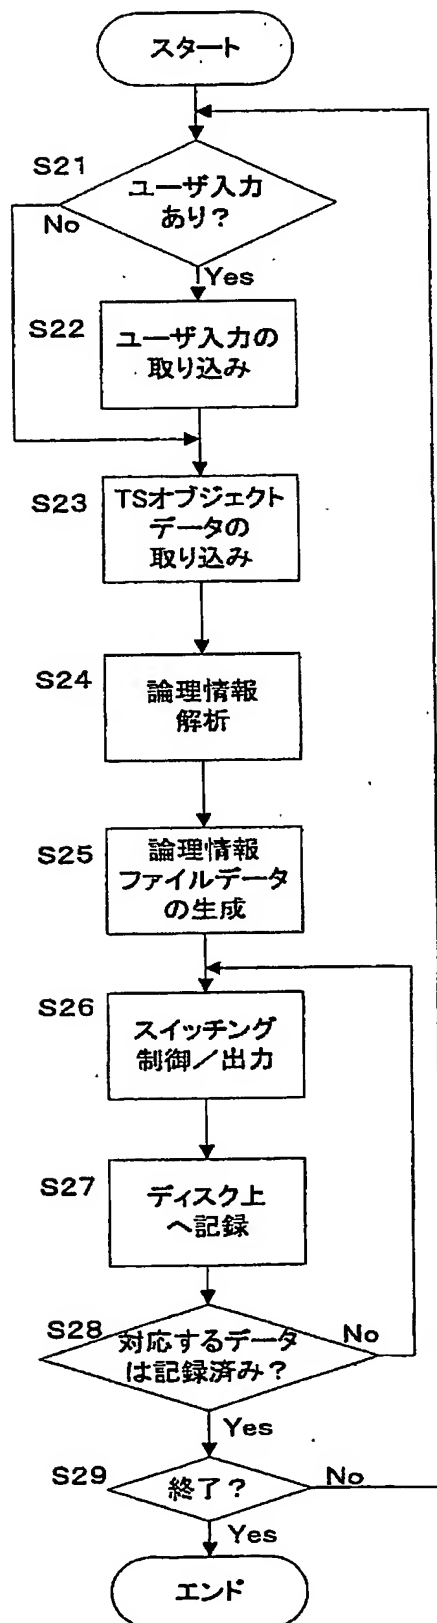 スタート
S21
ユーザ入力
あり？
No
Yes
S22
ユーザ入力の
取り込み
S23
TSオブジェクト
データの
取り込み
S24
論理情報
解析
S25
論理情報
ファイルデータ
の生成
S26
スイッチング
制御／出力
S27
ディスク上
へ記録
S28
対応するデータ
は記録済み？
No
Yes
S29
終了？
No
Yes
エンド